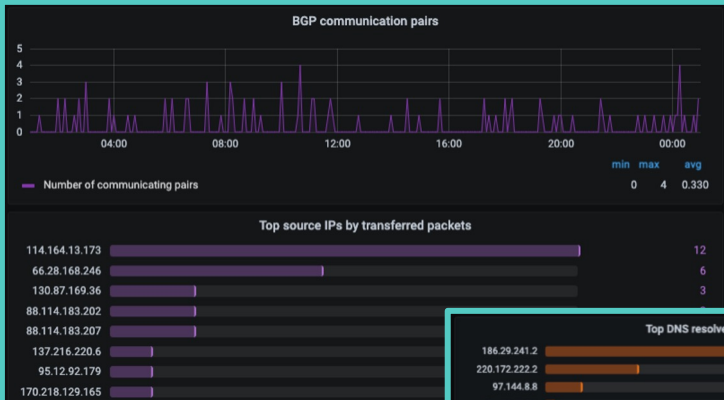 BGP communication pairs
5
4
3
2
1
0
04:00 08:00 12:00 16:00 20:00 00:00
min max avg
Number of communicating pairs 0 4 0.330
Top source IPs by transferred packets
114.164.13.173 12
66.28.168.246 6
130.87.169.36 3
88.114.183.202
88.114.183.207
137.216.220.6
95.12.92.179
170.218.129.165
Top DNS resolve
186.29.241.2
220.172.222.2
97.144.8.8